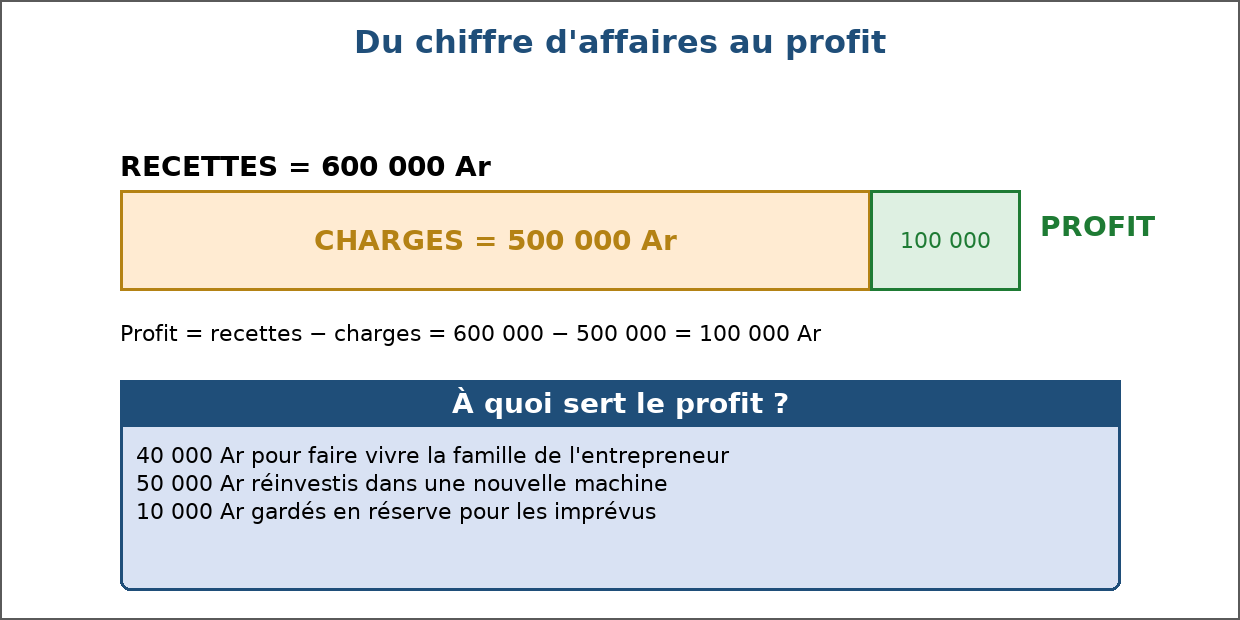 Du chiffre d'affaires au profit
RECETTES = 600 000 Ar
CHARGES = 500 000 Ar
100 000
PROFIT
Profit = recettes − charges = 600 000 − 500 000 = 100 000 Ar
À quoi sert le profit ?
40 000 Ar pour faire vivre la famille de l'entrepreneur
50 000 Ar réinvestis dans une nouvelle machine
10 000 Ar gardés en réserve pour les imprévus